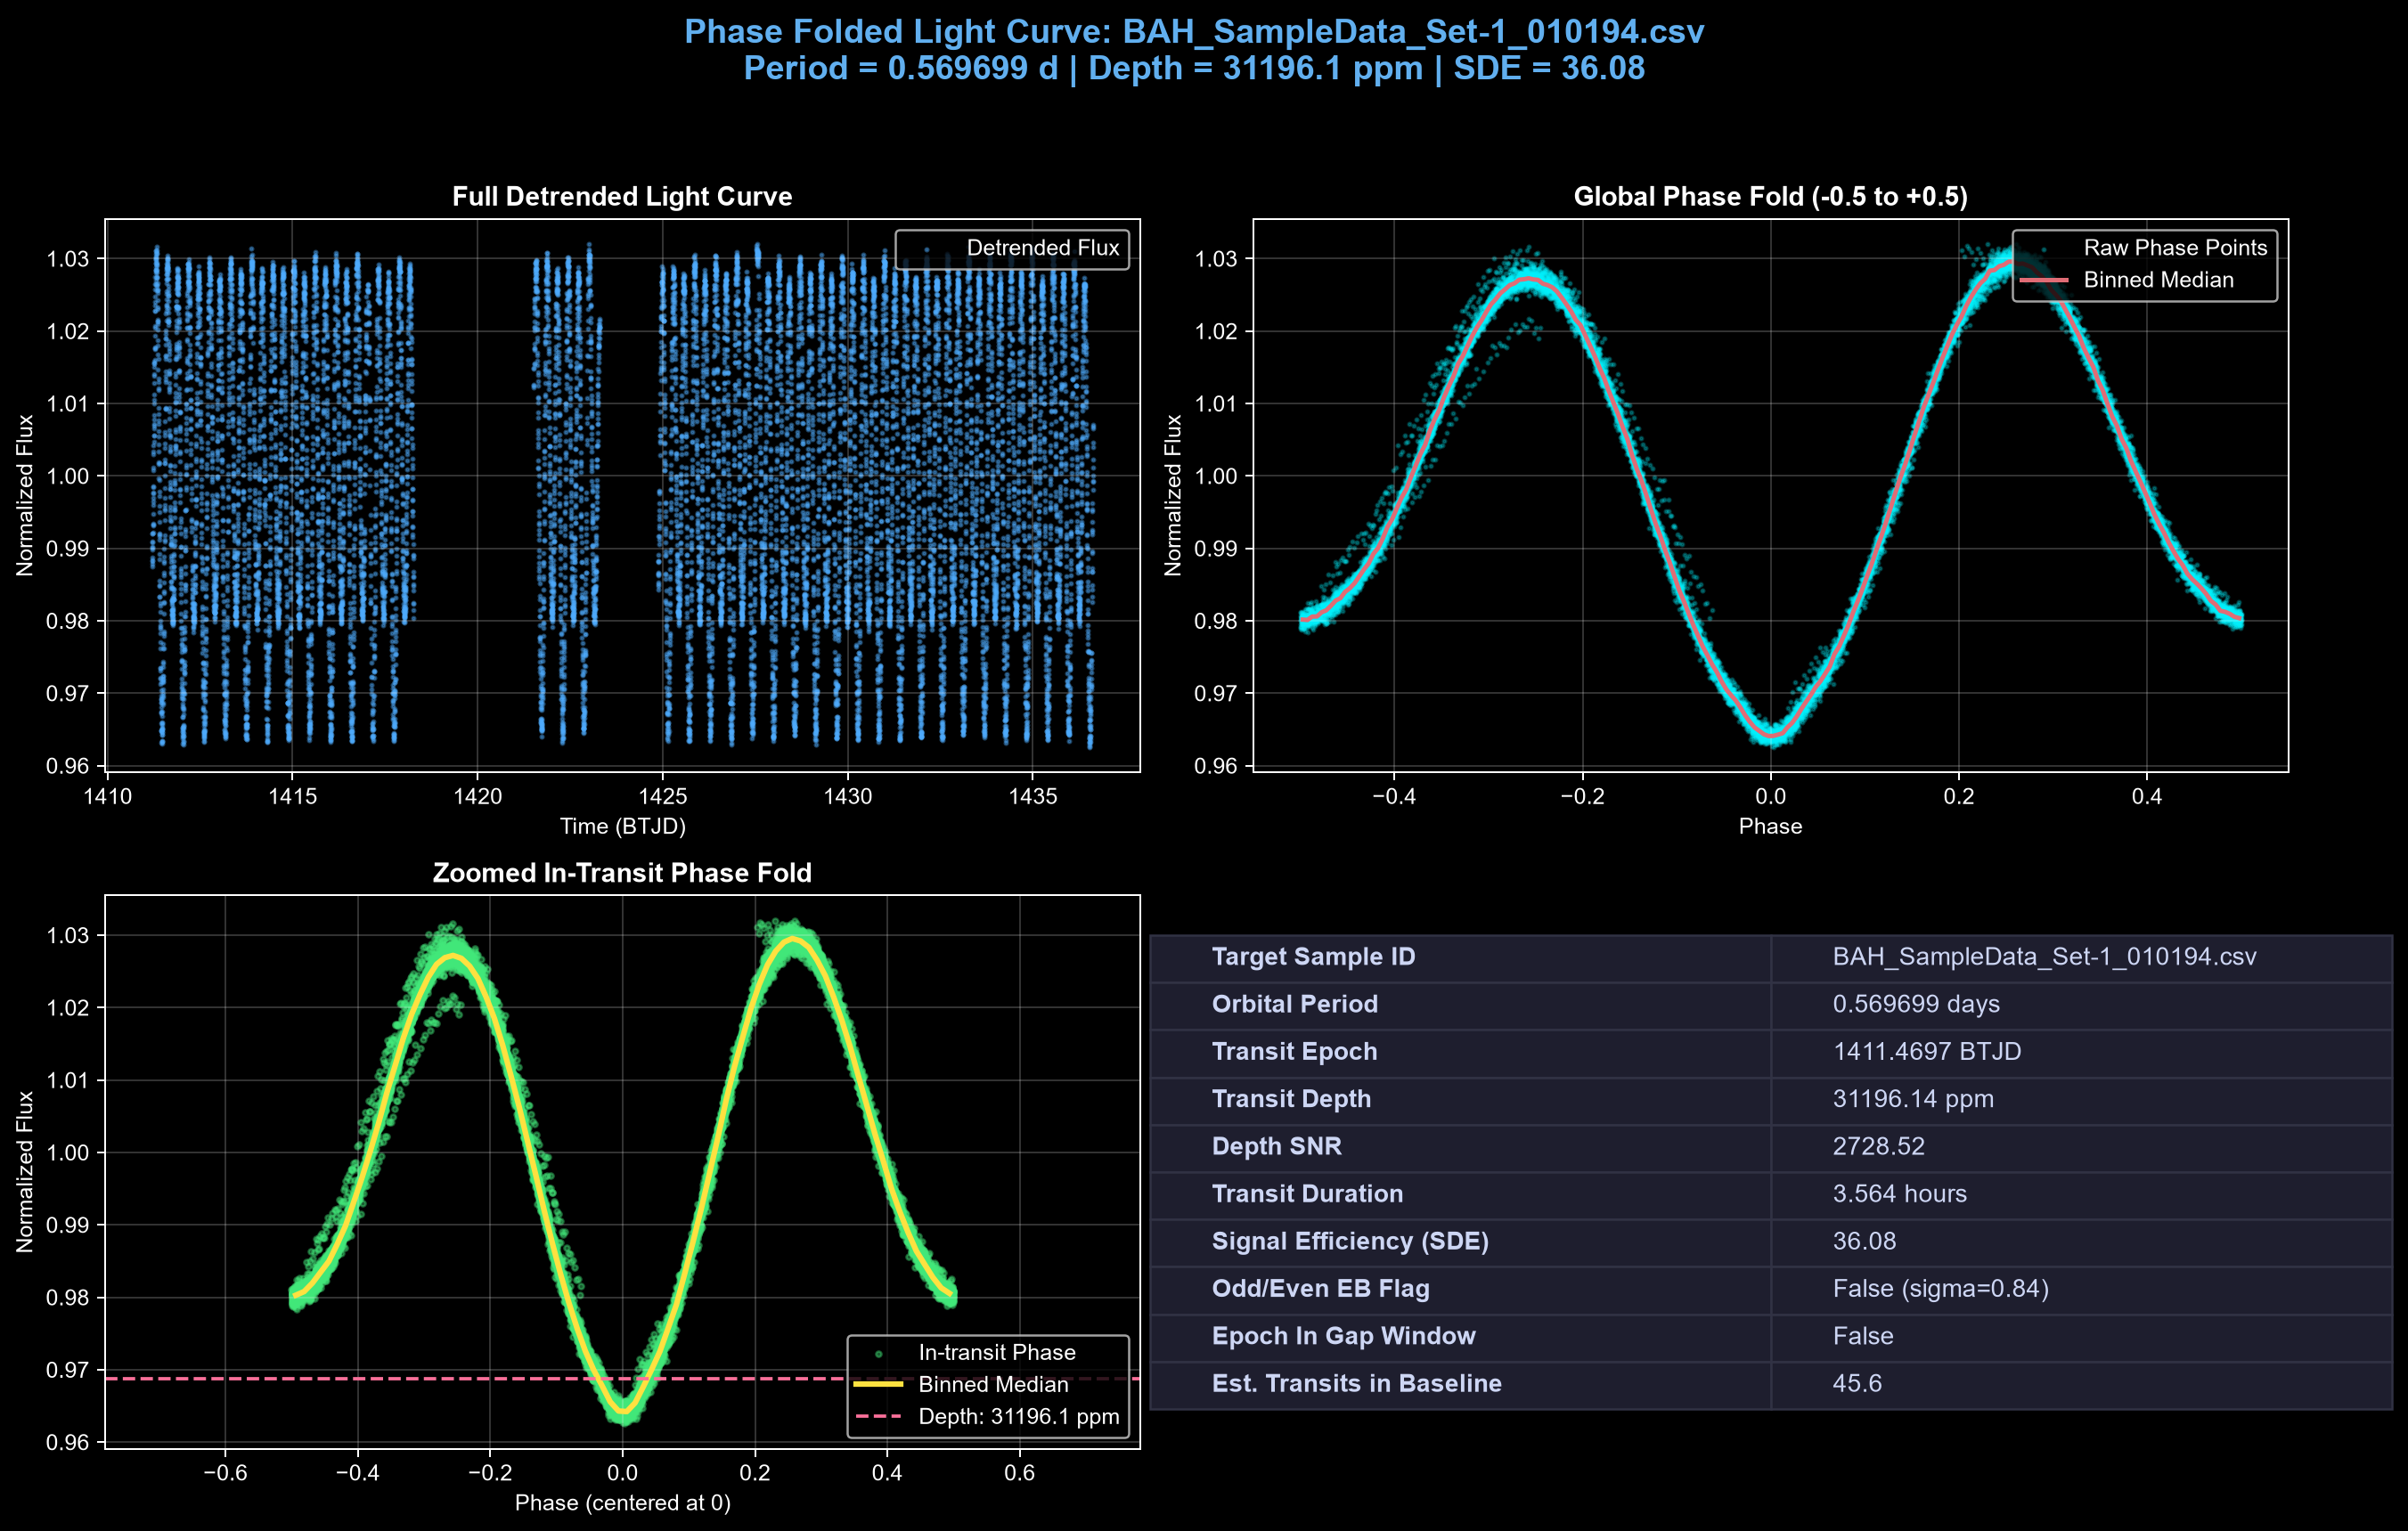 Phase Folded Light Curve: BAH_SampleData_Set-1_010194.csv
Period = 0.569699 d | Depth = 31196.1 ppm | SDE = 36.08
Full Detrended Light Curve
Normalized Flux
1.03
1.02
1.01
1.00
0.99
0.98
0.97
0.96
Detrended Flux
1410 1415 1420 1425 1430 1435
Time (BTJD)
Global Phase Fold (-0.5 to +0.5)
Normalized Flux
1.03
1.02
1.01
1.00
0.99
0.98
0.97
0.96
Raw Phase Points
Binned Median
−0.4 −0.2 0.0 0.2 0.4
Phase
Zoomed In-Transit Phase Fold
Normalized Flux
1.03
1.02
1.01
1.00
0.99
0.98
0.97
0.96
In-transit Phase
Binned Median
Depth: 31196.1 ppm
−0.6 −0.4 −0.2 0.0 0.2 0.4 0.6
Phase (centered at 0)
Target Sample ID BAH_SampleData_Set-1_010194.csv
Orbital Period 0.569699 days
Transit Epoch 1411.4697 BTJD
Transit Depth 31196.14 ppm
Depth SNR 2728.52
Transit Duration 3.564 hours
Signal Efficiency (SDE) 36.08
Odd/Even EB Flag False (sigma=0.84)
Epoch In Gap Window False
Est. Transits in Baseline 45.6